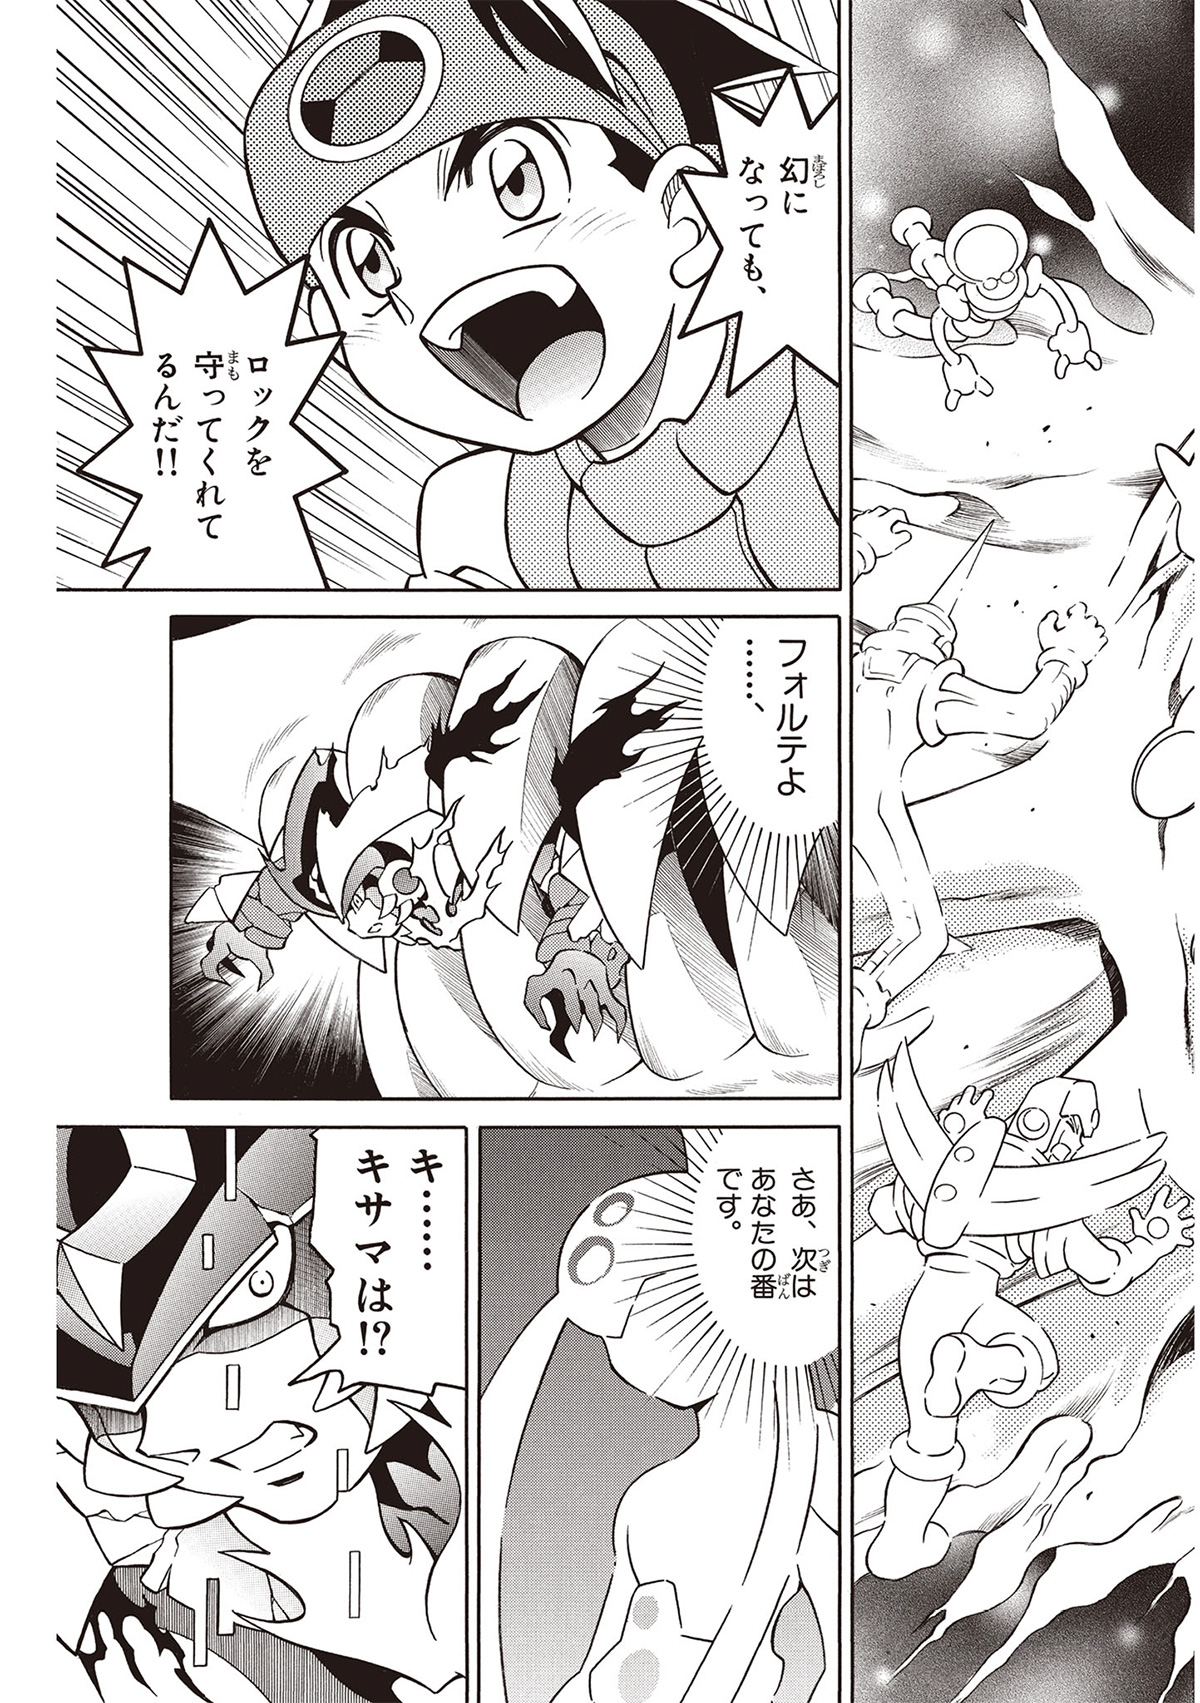 幻に
なっても、
ロックを
守ってくれて
るんだ!!
フォルテよ
……、
さあ、次は
あなたの番
です。
キ……
キサマは!?